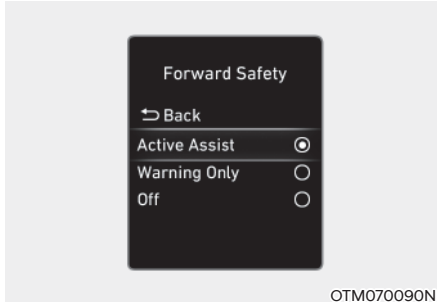 Forward Safety
Back
Active Assist
Warning Only
Off
OTM070090N